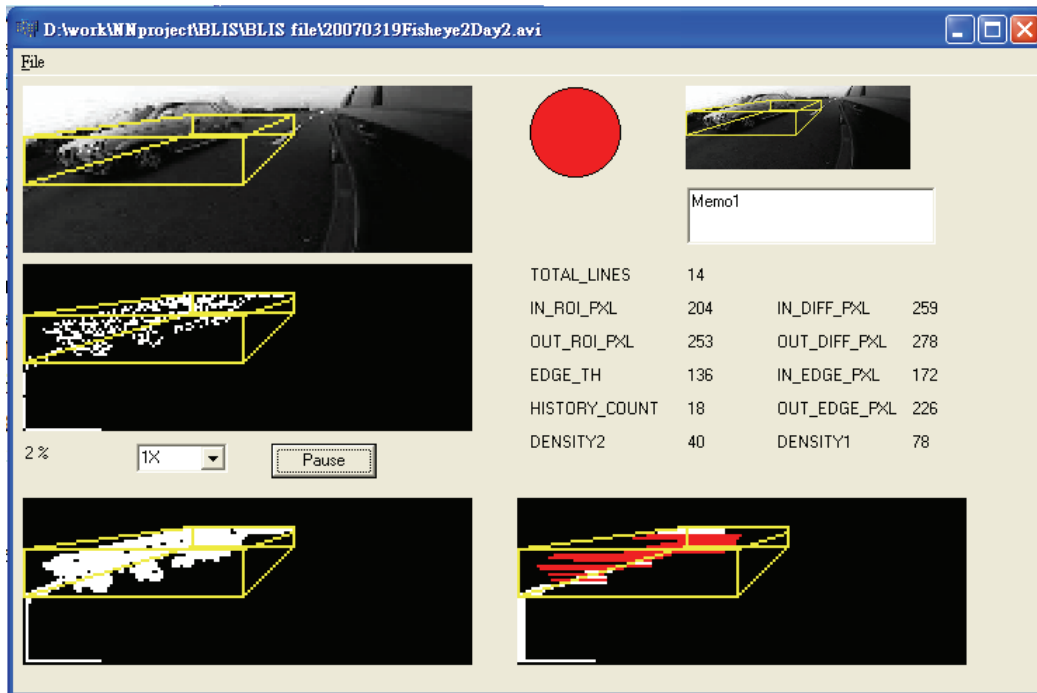 D:\work\NNproject\BLIS\BLIS file\20070319Fisheye2Day2.avi
File
Memo1
TOTAL_LINES 14
IN_ROI_PXL 204 IN_DIFF_PXL 259
OUT_ROI_PXL 253 OUT_DIFF_PXL 278
EDGE_TH 136 IN_EDGE_PXL 172
HISTORY_COUNT 18 OUT_EDGE_PXL 226
DENSITY2 40 DENSITY1 78
2 % 1X Pause